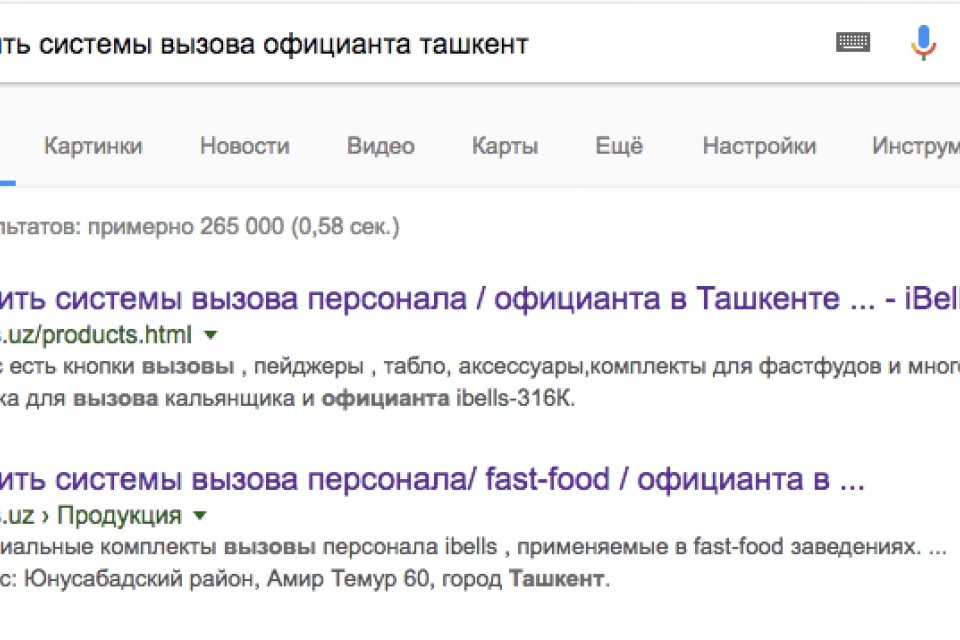 ть системы вызова официанта ташкент
Картинки Новости Видео Карты Ещё Настройки Инструм
льтатов: примерно 265 000 (0,58 сек.)
ить системы вызова персонала / официанта в Ташкенте ... - iBell
.uz/products.html
с есть кнопки вызовы , пейджеры , табло, аксессуары,комплекты для фастфудов и мног
ка для вызова кальянщика и официанта ibells-316K.
ить системы вызова персонала/ fast-food / официанта в ...
s.uz › Продукция
иальные комплекты вызовы персонала ibells , применяемые в fast-food заведениях. ...
с: Юнусабадский район, Амир Темур 60, город Ташкент.